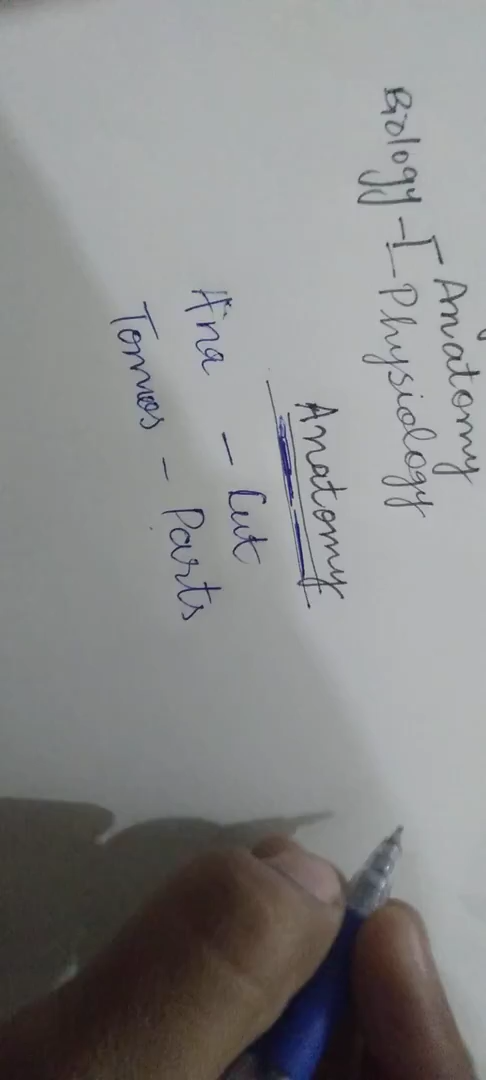 Anatomy
Biology - I - Physiology
Anatomy
Ana - Cut
Tomos - Parts